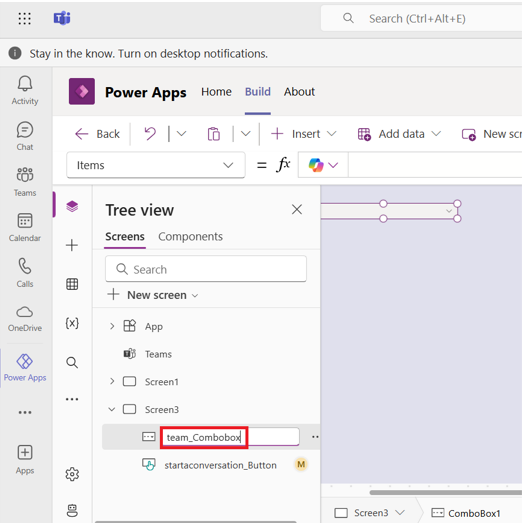 Search (Ctrl+Alt+E)
Stay in the know. Turn on desktop notifications.
Activity
Chat
Teams
Calendar
Calls
OneDrive
Power Apps
Apps
Power Apps Home Build About
Back Insert Add data New scr
Items = fx
Tree view
Screens Components
Search
New screen
App
Teams
Screen1
Screen3
team_Combobox
startaconversation_Button M
Screen3 ComboBox1